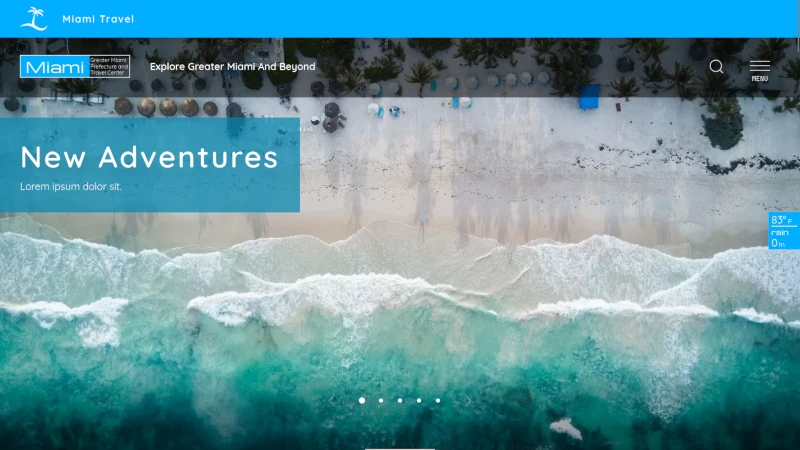 Miami Travel
Miami
Greater Miami
Prefecture and
Travel Center
Explore Greater Miami And Beyond
MENU
New Adventures
Lorem ipsum dolor sit.
83° F
rain
0 in.